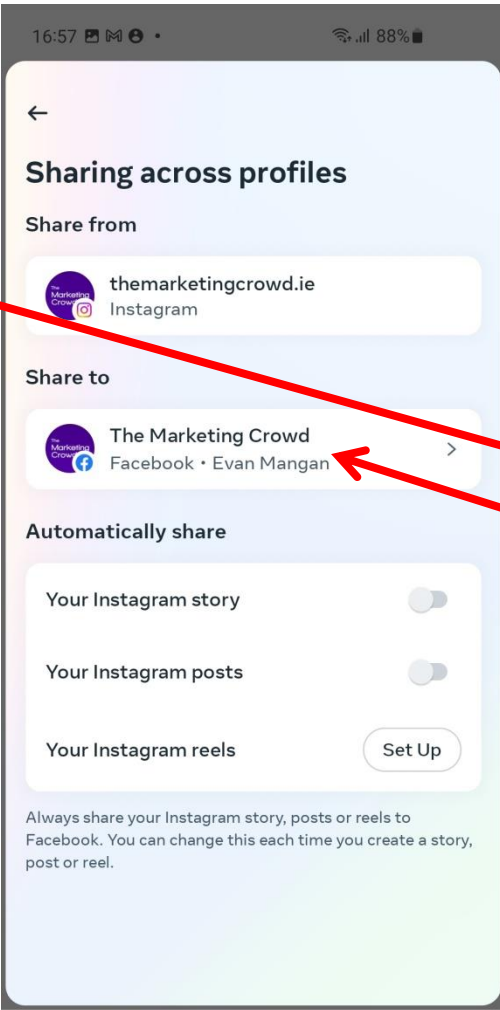 16:57 88%
Sharing across profiles
Share from
The
Marketing
Crowd
themarketingcrowd.ie
Instagram
Share to
The
Marketing
Crowd
The Marketing Crowd
Facebook • Evan Mangan
Automatically share
Your Instagram story
Your Instagram posts
Your Instagram reels Set Up
Always share your Instagram story, posts or reels to
Facebook. You can change this each time you create a story,
post or reel.